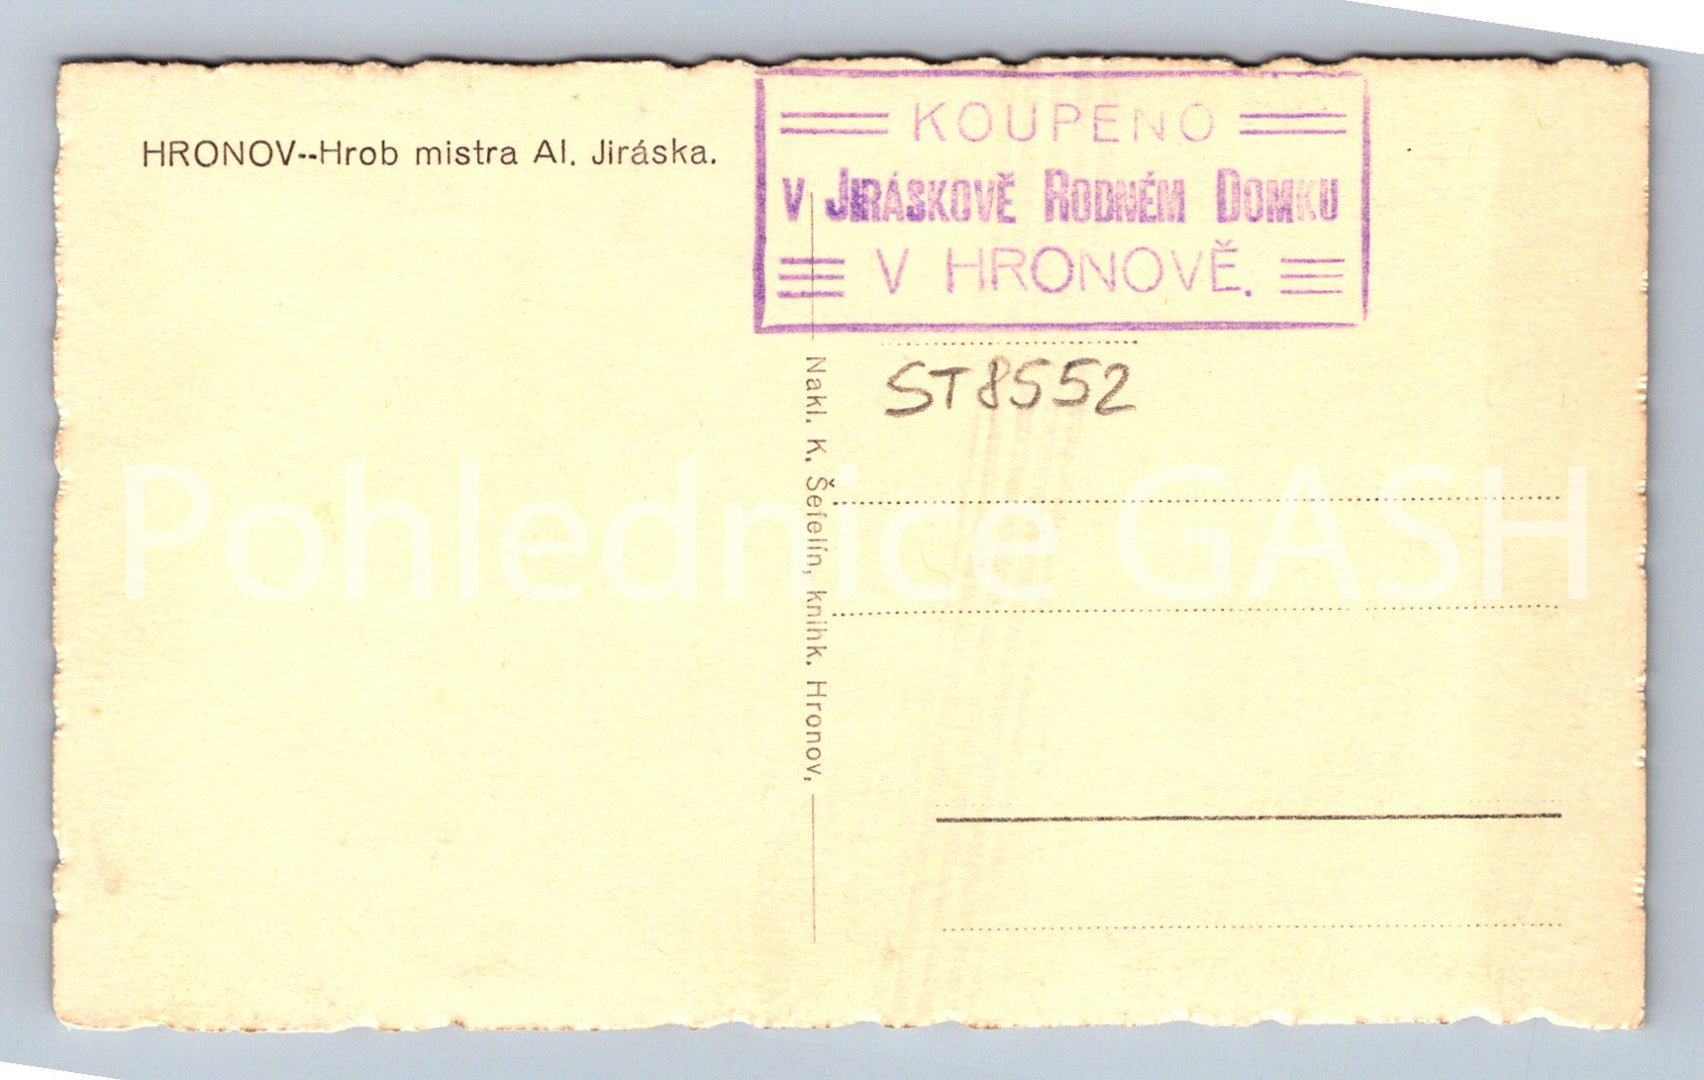 HRONOV--Hrob mistra Al. Jiráska.
KOUPENO
V JIRÁSKOVĚ RODNÉM DOMKU
V HRONOVĚ.
ST8552
Nakl. K. Šefelín, knihk. Hronov,
Pohlednice GASH